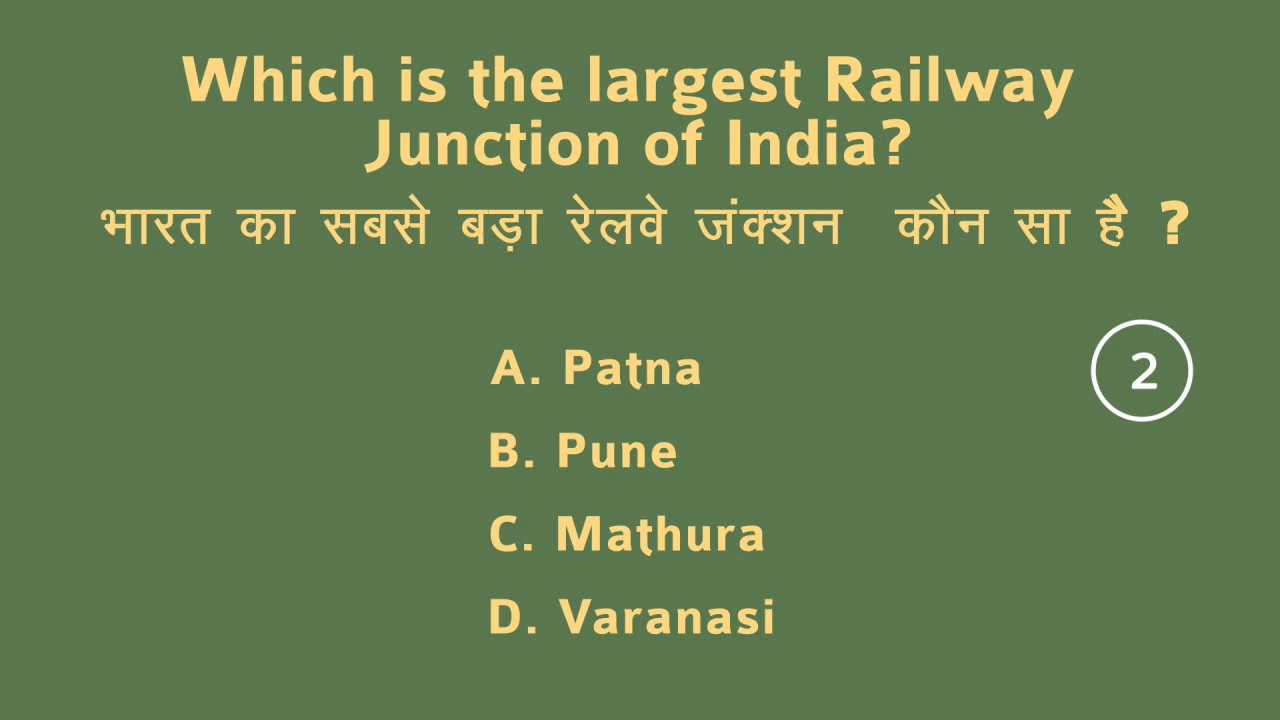 Which is the largest Railway
Junction of India?
भारत का सबसे बड़ा रेलवे जंक्शन कौन सा है ?
A. Patna
2
B. Pune
C. Mathura
D. Varanasi